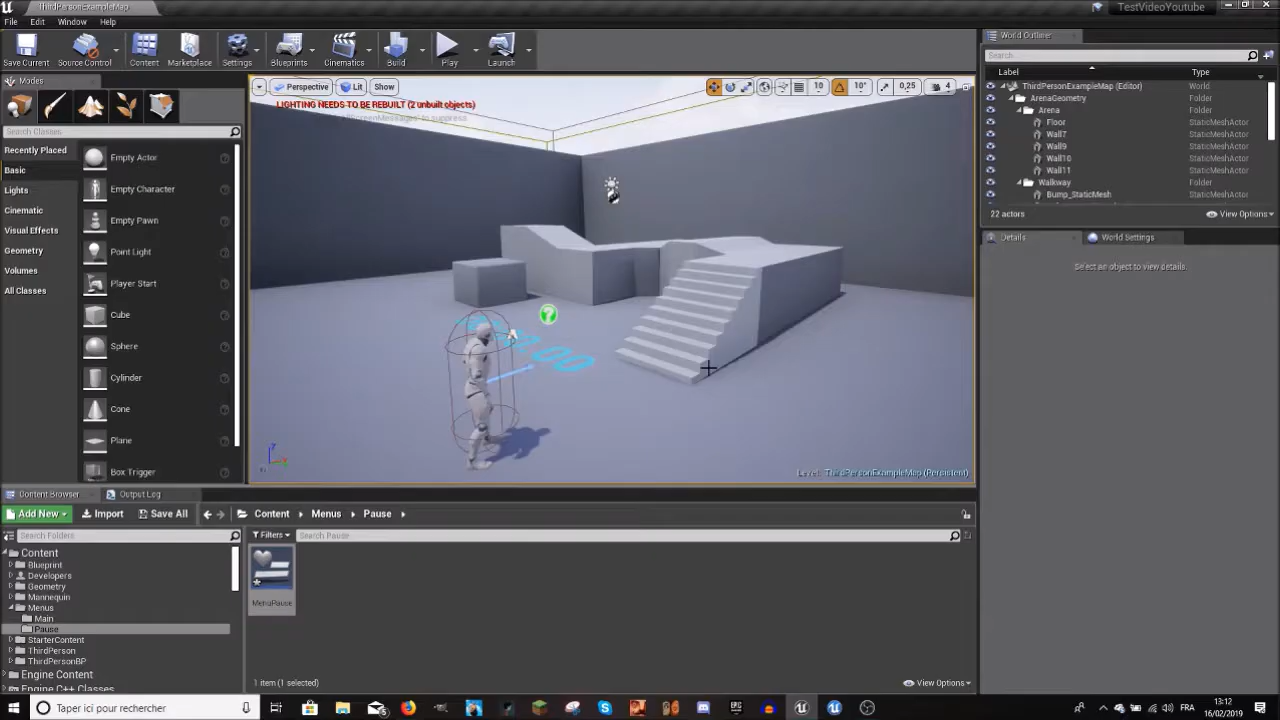 ThirdPersonExampleMap
TestVideoYoutube
File Edit Window Help
Save Current Source Control Content Marketplace Settings Blueprints Cinematics Build Play Launch
Modes
Search Classes
Recently Placed
Basic
Lights
Cinematic
Visual Effects
Geometry
Volumes
All Classes
Empty Actor
Empty Character
Empty Pawn
Point Light
Player Start
Cube
Sphere
Cylinder
Cone
Plane
Box Trigger
Perspective Lit Show
10 10° 0,25 4
LIGHTING NEEDS TO BE REBUILT (2 unbuilt objects)
Level: ThirdPersonExampleMap (Persistent)
World Outliner
Search
Label Type
ThirdPersonExampleMap (Editor) World
ArenaGeometry Folder
Arena Folder
Floor StaticMeshActor
Wall7 StaticMeshActor
Wall9 StaticMeshActor
Wall10 StaticMeshActor
Wall11 StaticMeshActor
Walkway Folder
Bump_StaticMesh StaticMeshActor
22 actors View Options
Details World Settings
Select an object to view details.
Content Browser Output Log
Add New Import Save All Content Menus Pause
Search Folders
Filters Search Pause
Content
Blueprint
Developers
Geometry
Mannequin
Menus
Main
Pause
StarterContent
ThirdPerson
ThirdPersonBP
Engine Content
Engine C++ Classes
MenuPause
1 item (1 selected) View Options
Taper ici pour rechercher
FRA
13:12
16/02/2019